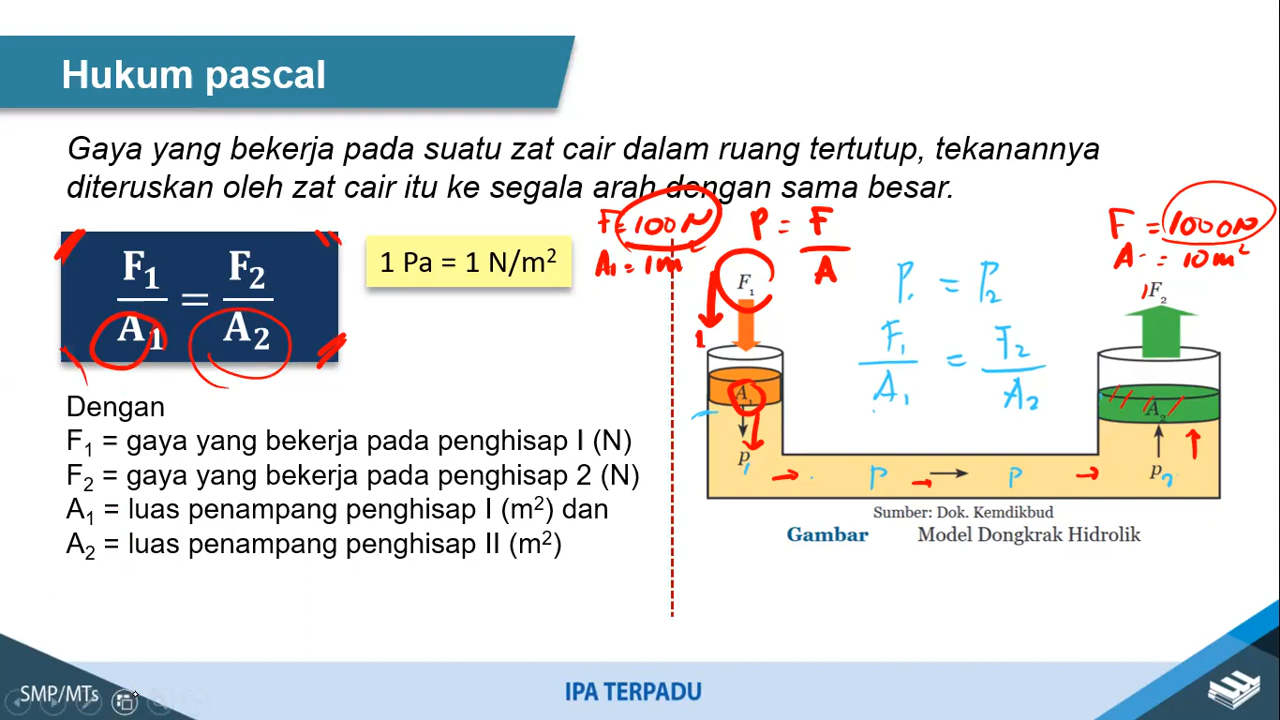 Hukum pascal
Gaya yang bekerja pada suatu zat cair dalam ruang tertutup, tekanannya
diteruskan oleh zat cair itu ke segala arah dengan sama besar.
F₁/A₁ = F₂/A₂
1 Pa = 1 N/m²
Dengan
F₁ = gaya yang bekerja pada penghisap I (N)
F₂ = gaya yang bekerja pada penghisap 2 (N)
A₁ = luas penampang penghisap I (m²) dan
A₂ = luas penampang penghisap II (m²)
F = 100 N
A₁ = 1 m²
P = F/A
F = 1000 N
A = 10 m²
P₁ = P₂
F₁/A₁ = F₂/A₂
F₁
F₂
A₁
A₂
p₁
P
P
p₂
Sumber: Dok. Kemdikbud
Gambar Model Dongkrak Hidrolik
SMP/MTs
IPA TERPADU